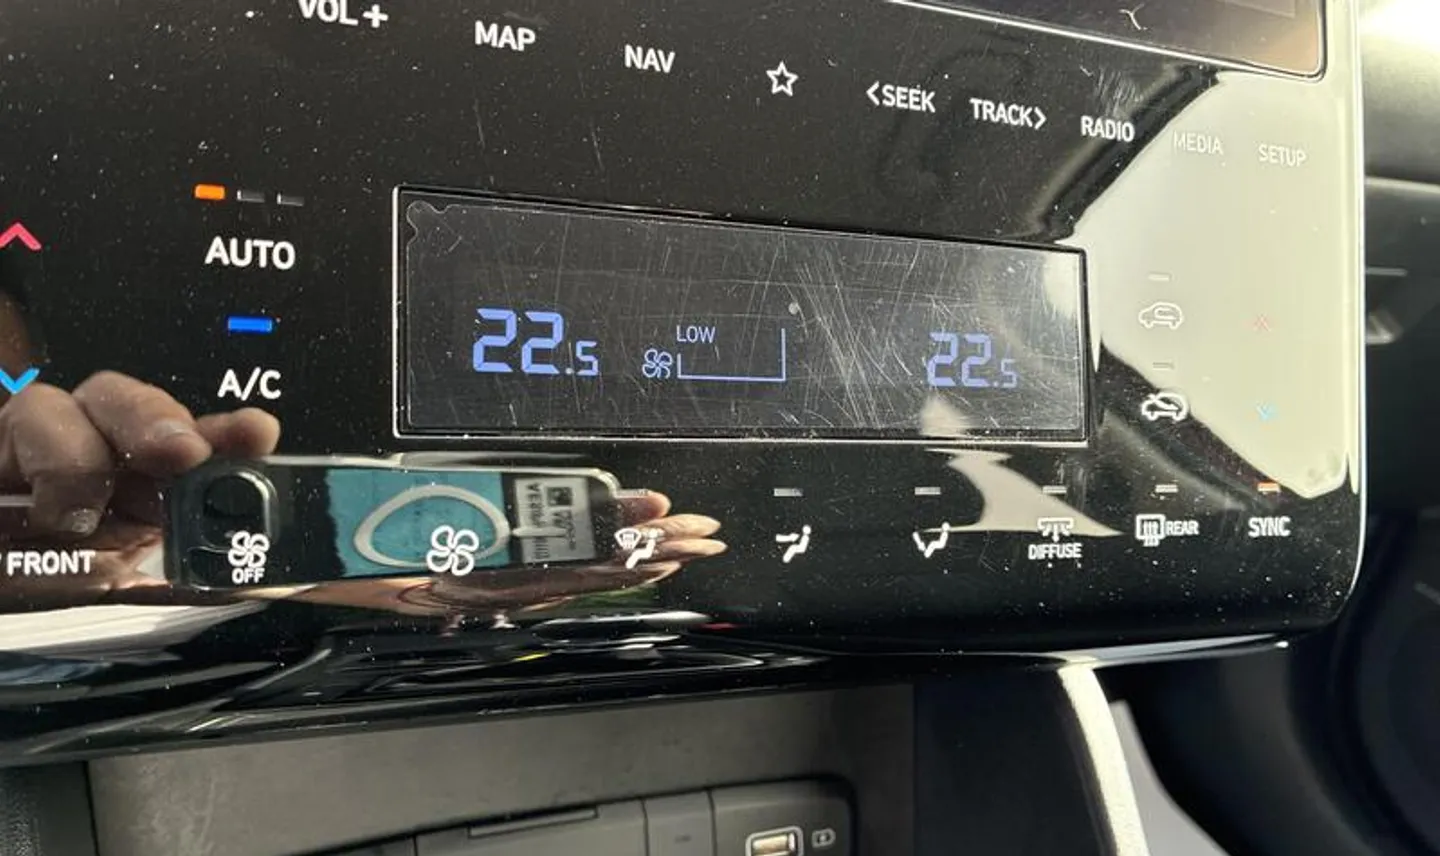 VOL+
MAP
NAV
<SEEK
TRACK>
RADIO
MEDIA
SETUP
AUTO
A/C
22.5
LOW
22.5
FRONT
OFF
DIFFUSE
REAR
SYNC